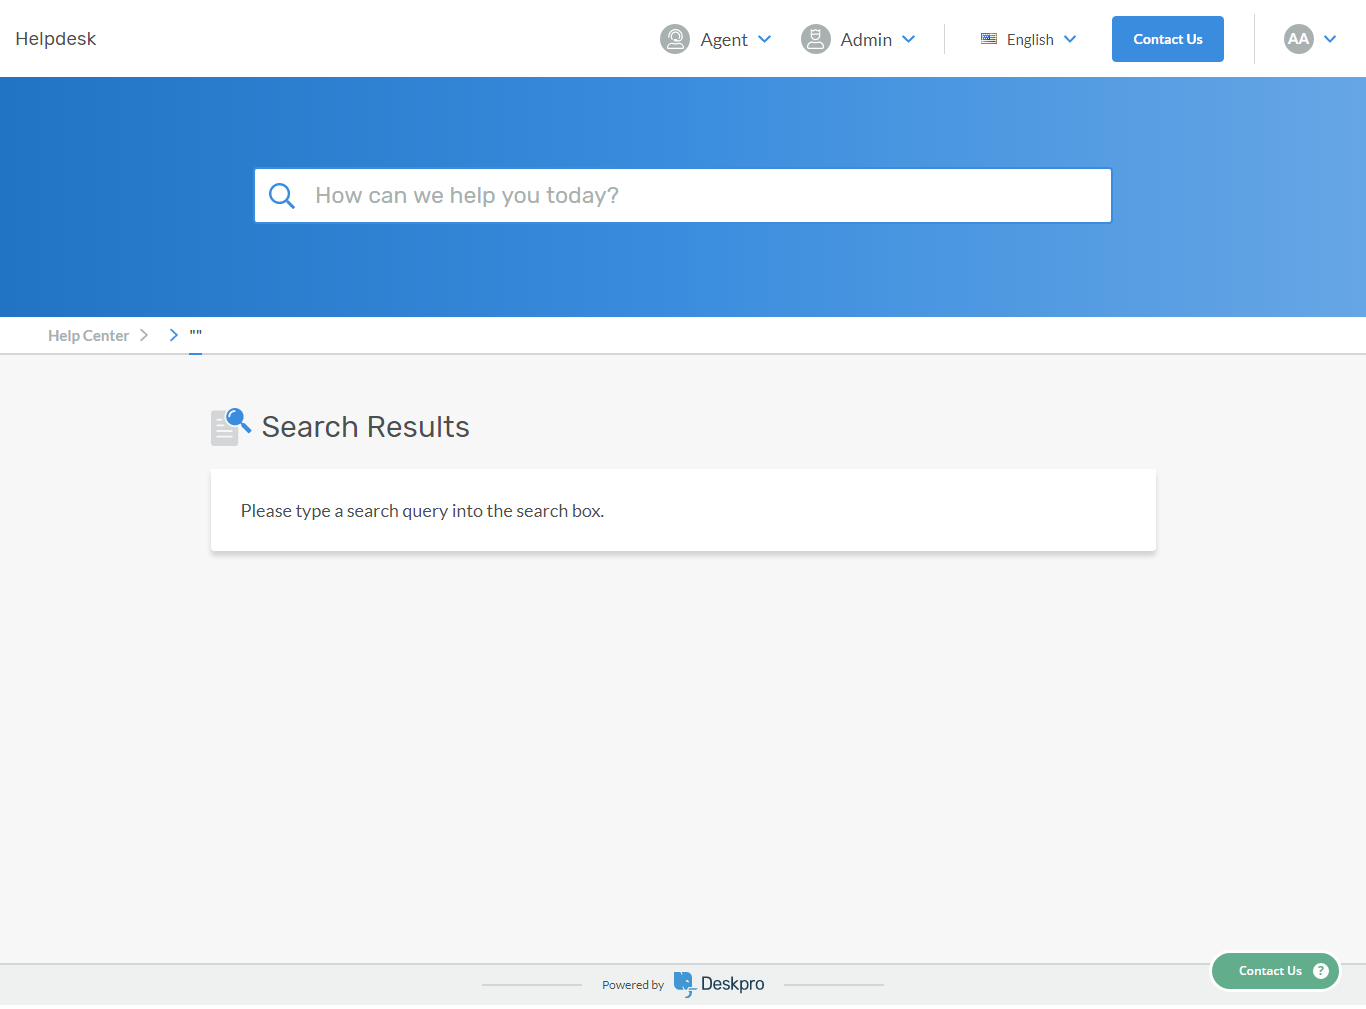 Helpdesk
Agent
Admin
English
Contact Us
AA
How can we help you today?
Help Center
""
Search Results
Please type a search query into the search box.
Powered by Deskpro
Contact Us ?